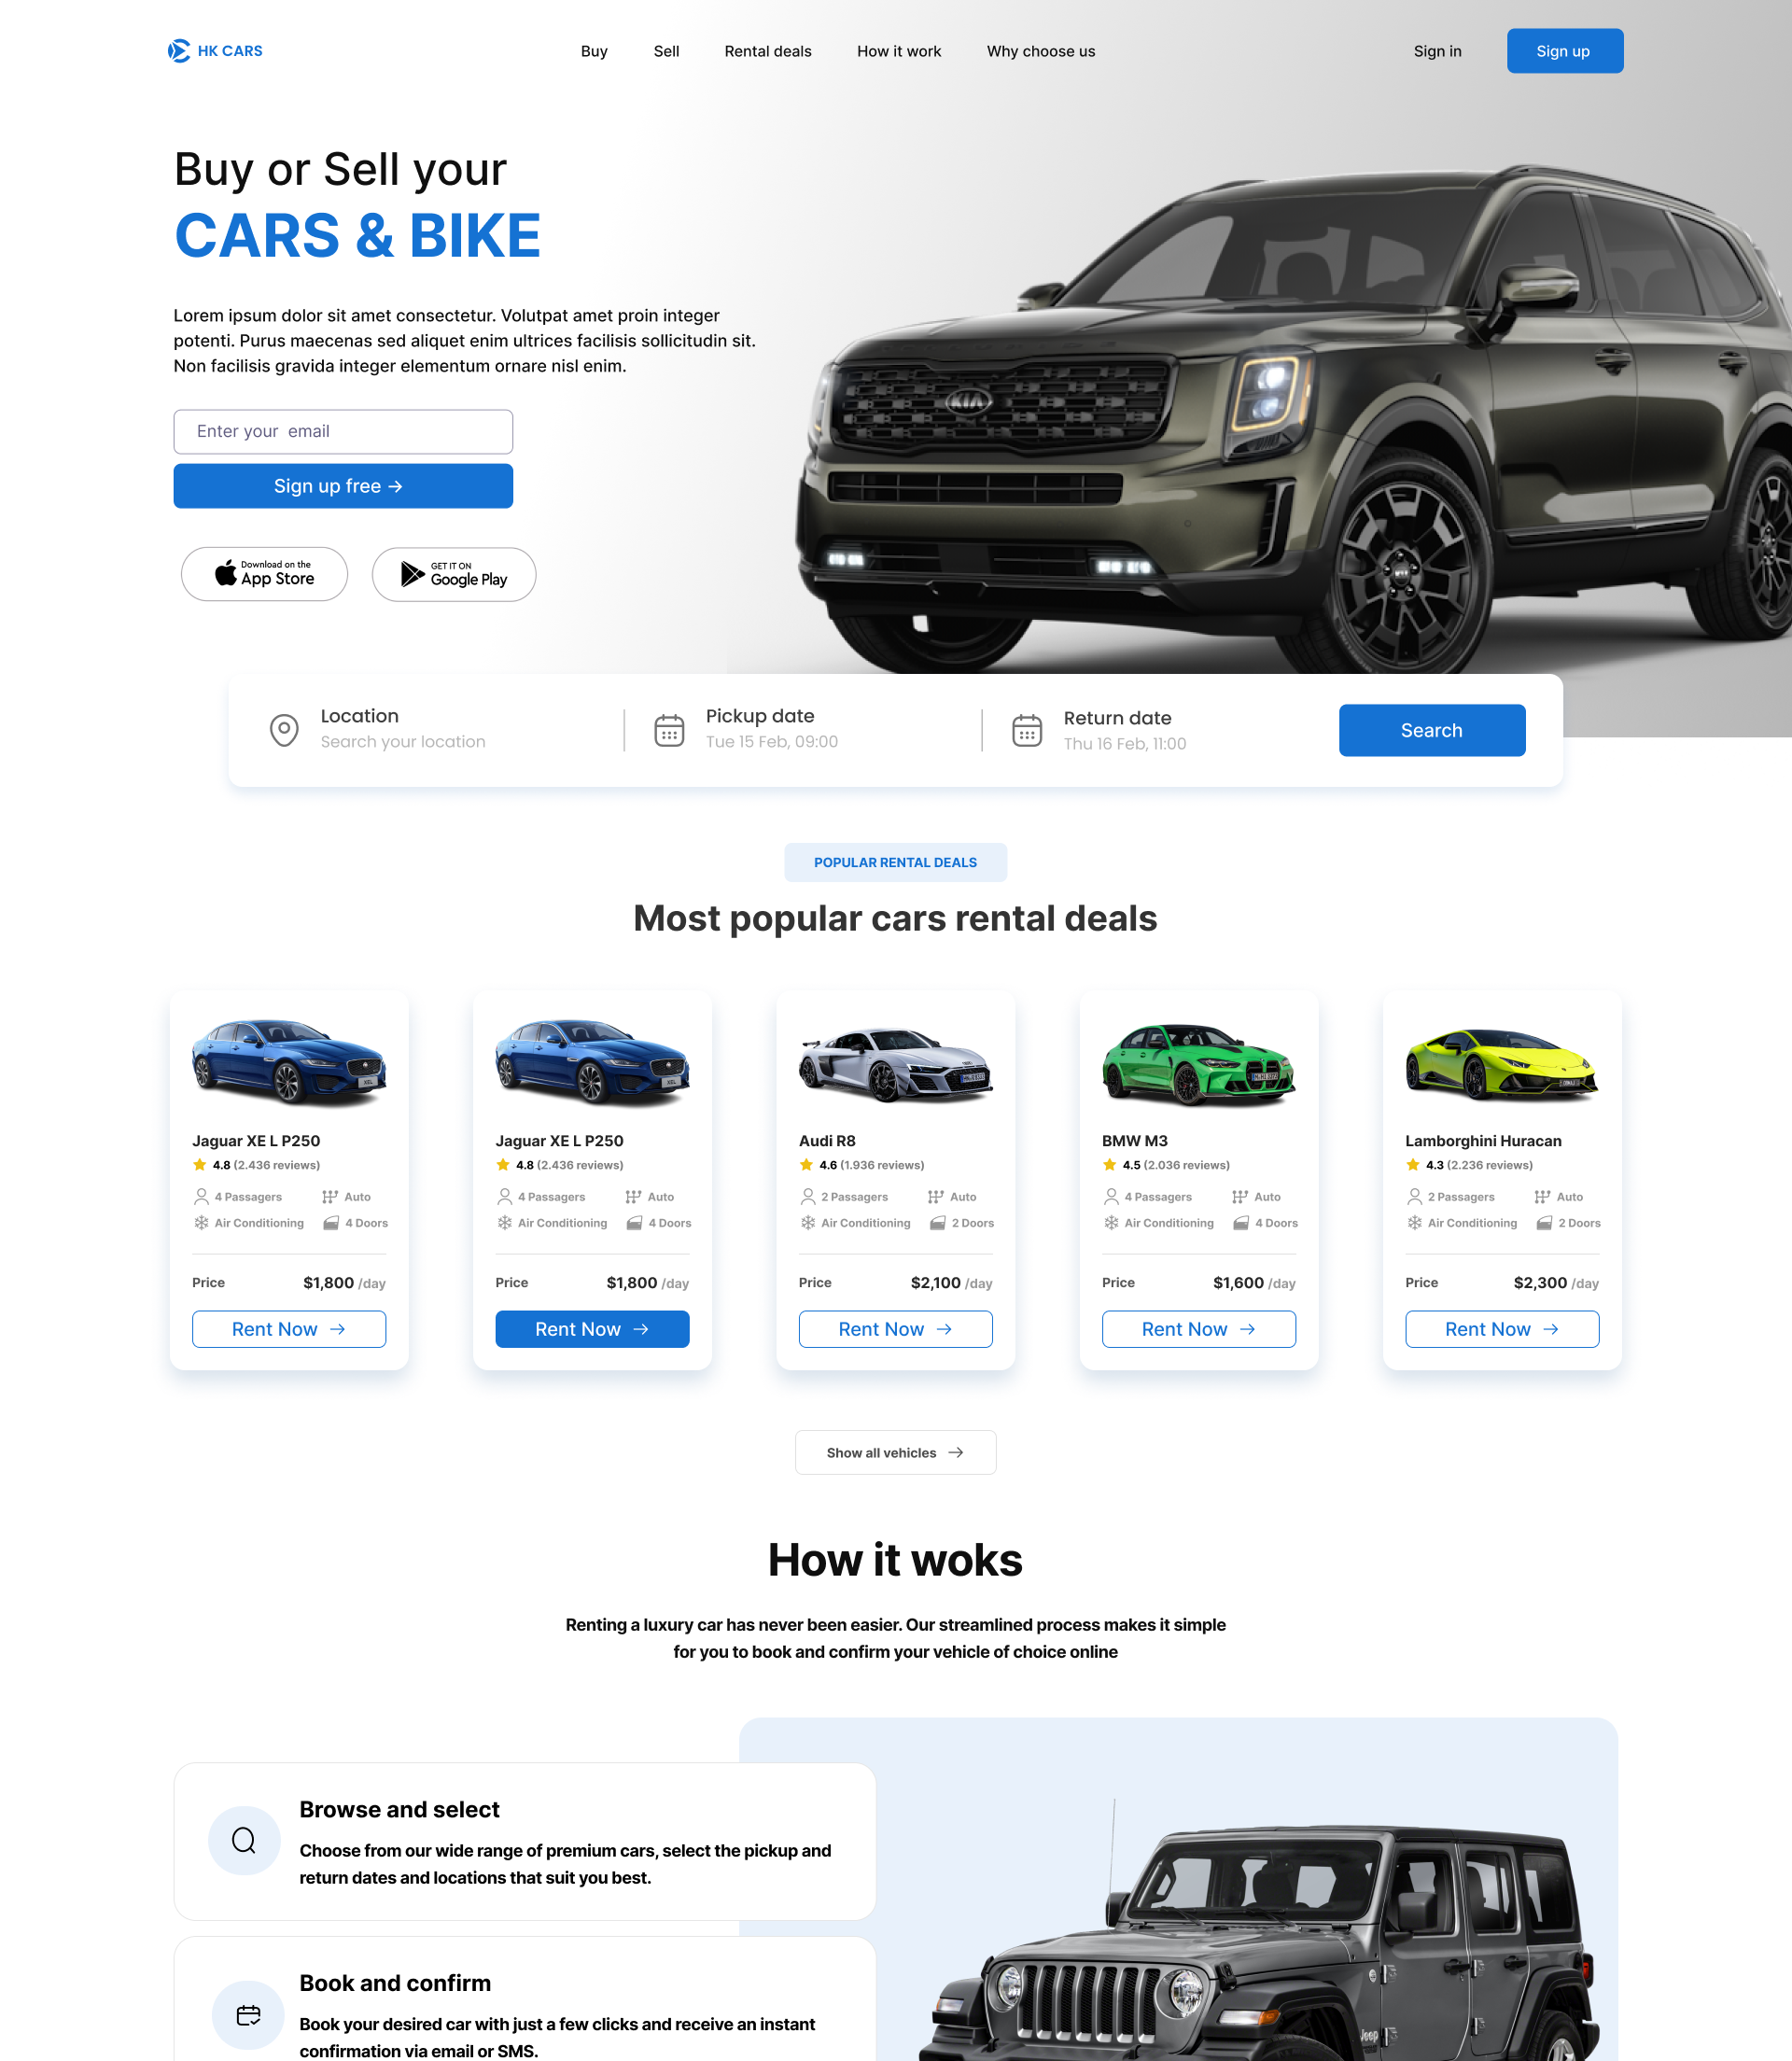 HK CARS
Buy
Sell
Rental deals
How it work
Why choose us
Sign in
Sign up
Buy or Sell your
CARS & BIKE
Lorem ipsum dolor sit amet consectetur. Volutpat amet proin integer
potenti. Purus maecenas sed aliquet enim ultrices facilisis sollicitudin sit.
Non facilisis gravida integer elementum ornare nisl enim.
Enter your email
Sign up free →
Download on the
App Store
GET IT ON
Google Play
KIA
Location
Search your location
Pickup date
Tue 15 Feb, 09:00
Return date
Thu 16 Feb, 11:00
Search
POPULAR RENTAL DEALS
Most popular cars rental deals
XEL
Jaguar XE L P250
4.8 (2.436 reviews)
4 Passagers
Auto
Air Conditioning
4 Doors
Price
$1,800 /day
Rent Now →
XEL
Jaguar XE L P250
4.8 (2.436 reviews)
4 Passagers
Auto
Air Conditioning
4 Doors
Price
$1,800 /day
Rent Now →
Audi R8
4.6 (1.936 reviews)
2 Passagers
Auto
Air Conditioning
2 Doors
Price
$2,100 /day
Rent Now →
BMW M3
4.5 (2.036 reviews)
4 Passagers
Auto
Air Conditioning
4 Doors
Price
$1,600 /day
Rent Now →
Lamborghini Huracan
4.3 (2.236 reviews)
2 Passagers
Auto
Air Conditioning
2 Doors
Price
$2,300 /day
Rent Now →
Show all vehicles →
How it woks
Renting a luxury car has never been easier. Our streamlined process makes it simple
for you to book and confirm your vehicle of choice online
Browse and select
Choose from our wide range of premium cars, select the pickup and
return dates and locations that suit you best.
Book and confirm
Book your desired car with just a few clicks and receive an instant
confirmation via email or SMS.
Jeep